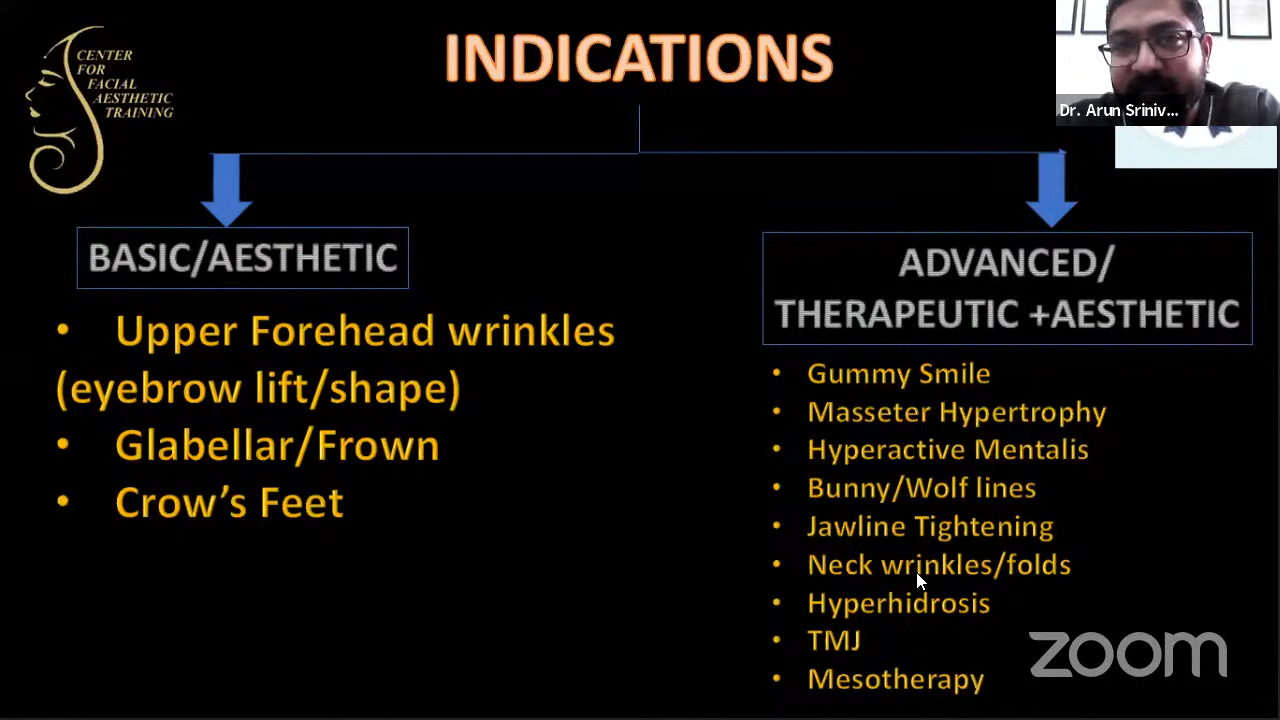 CENTER
FOR
FACIAL
AESTHETIC
TRAINING
INDICATIONS
Dr. Arun Sriniv...
BASIC/AESTHETIC
• Upper Forehead wrinkles
(eyebrow lift/shape)
• Glabellar/Frown
• Crow’s Feet
ADVANCED/
THERAPEUTIC +AESTHETIC
• Gummy Smile
• Masseter Hypertrophy
• Hyperactive Mentalis
• Bunny/Wolf lines
• Jawline Tightening
• Neck wrinkles/folds
• Hyperhidrosis
• TMJ
• Mesotherapy
zoom